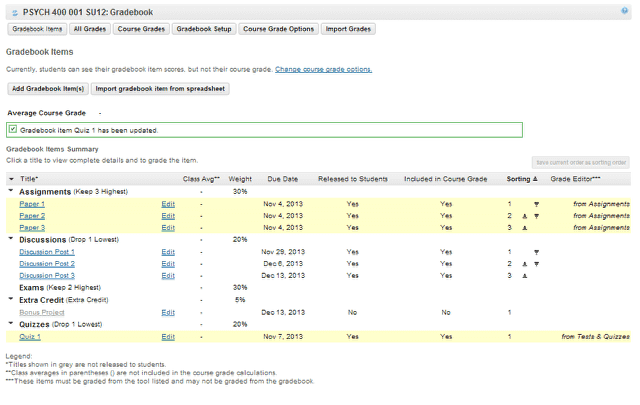 PSYCH 400 001 SU12: Gradebook
Gradebook Items All Grades Course Grades Gradebook Setup Course Grade Options Import Grades
Gradebook Items
Currently, students can see their gradebook item scores, but not their course grade. Change course grade options.
Add Gradebook Item(s) Import gradebook item from spreadsheet
Average Course Grade -
Gradebook item Quiz 1 has been updated.
Gradebook Items Summary
Click a title to view complete details and to grade the item.
Save current order as sorting order
Title* Class Avg** Weight Due Date Released to Students Included in Course Grade Sorting Grade Editor***
Assignments (Keep 3 Highest) - 30%
Paper 1 Edit - Nov 4, 2013 Yes Yes 1 from Assignments
Paper 2 Edit - Nov 4, 2013 Yes Yes 2 from Assignments
Paper 3 Edit - Nov 4, 2013 Yes Yes 3 from Assignments
Discussions (Drop 1 Lowest) - 20%
Discussion Post 1 Edit - Nov 29, 2013 Yes Yes 1
Discussion Post 2 Edit - Dec 6, 2013 Yes Yes 2
Discussion Post 3 Edit - Dec 13, 2013 Yes Yes 3
Exams (Keep 2 Highest) - 30%
Extra Credit (Extra Credit) - 5%
Bonus Project Edit - Dec 13, 2013 No No 1
Quizzes (Drop 1 Lowest) - 20%
Quiz 1 Edit - Nov 7, 2013 Yes Yes 1 from Tests & Quizzes
Legend:
*Titles shown in grey are not released to students.
**Class averages in parentheses () are not included in the course grade calculations.
***These items must be graded from the tool listed and may not be graded from the gradebook.